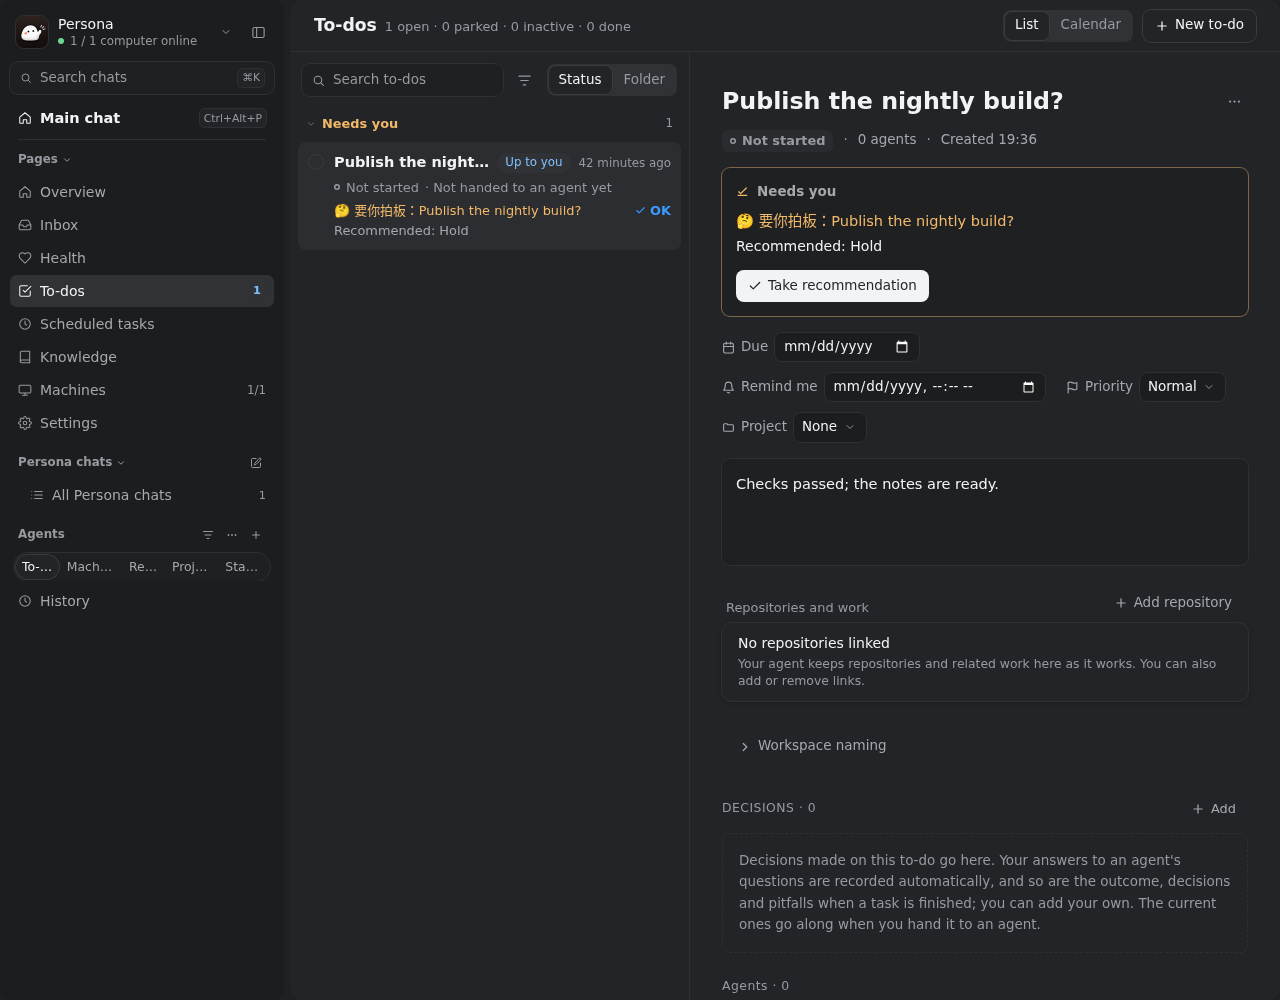 Persona
1 / 1 computer online
Search chats
⌘K
Main chat
Ctrl+Alt+P
Pages
Overview
Inbox
Health
To-dos
1
Scheduled tasks
Knowledge
Machines
1/1
Settings
Persona chats
All Persona chats
1
Agents
To-...
Mach...
Re...
Proj...
Sta...
History
To-dos
1 open · 0 parked · 0 inactive · 0 done
List
Calendar
New to-do
Search to-dos
Status
Folder
Needs you
1
Publish the night...
Up to you
42 minutes ago
Not started · Not handed to an agent yet
🤔 要你拍板：Publish the nightly build?
OK
Recommended: Hold
Publish the nightly build?
Not started · 0 agents · Created 19:36
Needs you
🤔 要你拍板：Publish the nightly build?
Recommended: Hold
Take recommendation
Due
mm/dd/yyyy
Remind me
mm/dd/yyyy, --:-- --
Priority
Normal
Project
None
Checks passed; the notes are ready.
Repositories and work
Add repository
No repositories linked
Your agent keeps repositories and related work here as it works. You can also
add or remove links.
Workspace naming
DECISIONS · 0
Add
Decisions made on this to-do go here. Your answers to an agent's
questions are recorded automatically, and so are the outcome, decisions
and pitfalls when a task is finished; you can add your own. The current
ones go along when you hand it to an agent.
Agents · 0